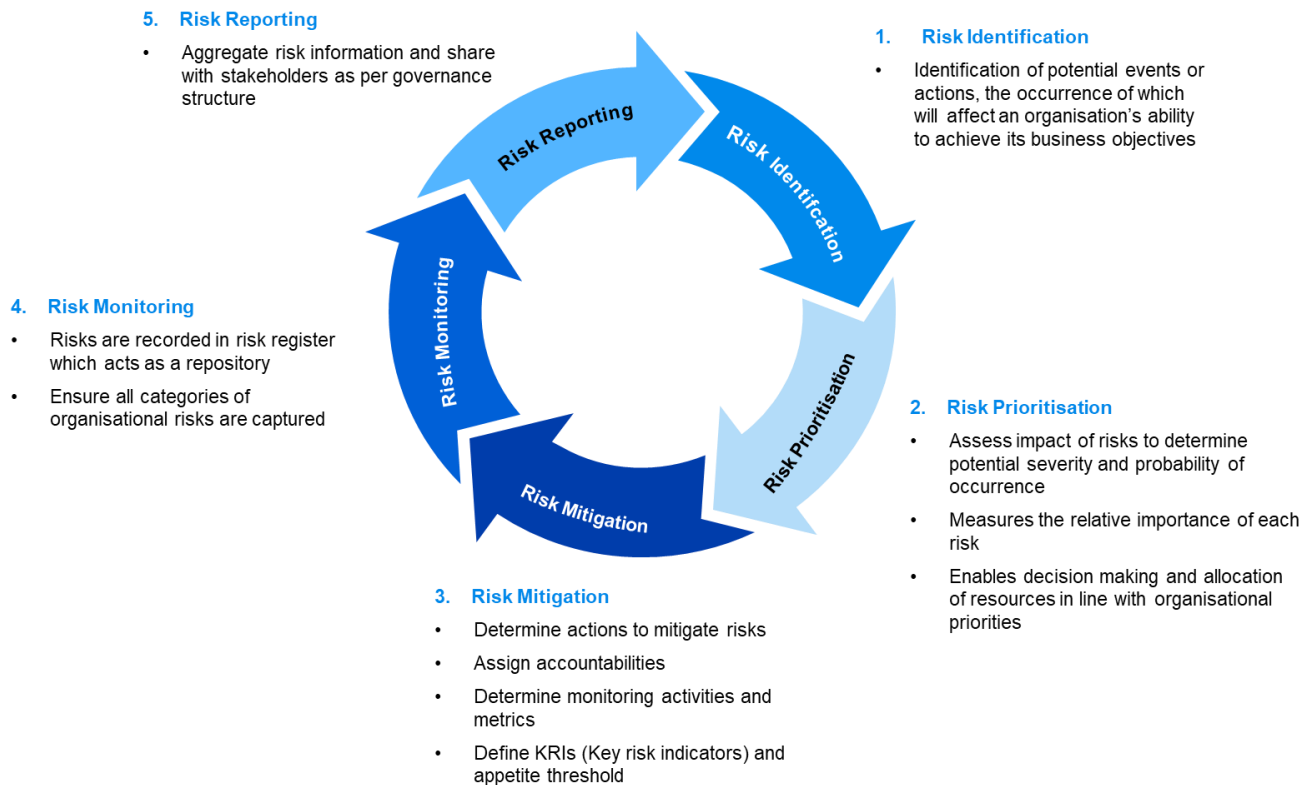 5. Risk Reporting
• Aggregate risk information and share
with stakeholders as per governance
structure
1. Risk Identification
• Identification of potential events or
actions, the occurrence of which
will affect an organisation's ability
to achieve its business objectives
Risk Reporting
Risk Identifcation
Risk Monitoring
Risk Prioritisation
Risk Mitigation
4. Risk Monitoring
• Risks are recorded in risk register
which acts as a repository
• Ensure all categories of
organisational risks are captured
2. Risk Prioritisation
• Assess impact of risks to determine
potential severity and probability of
occurrence
• Measures the relative importance of each
risk
• Enables decision making and allocation
of resources in line with organisational
priorities
3. Risk Mitigation
• Determine actions to mitigate risks
• Assign accountabilities
• Determine monitoring activities and
metrics
• Define KRIs (Key risk indicators) and
appetite threshold